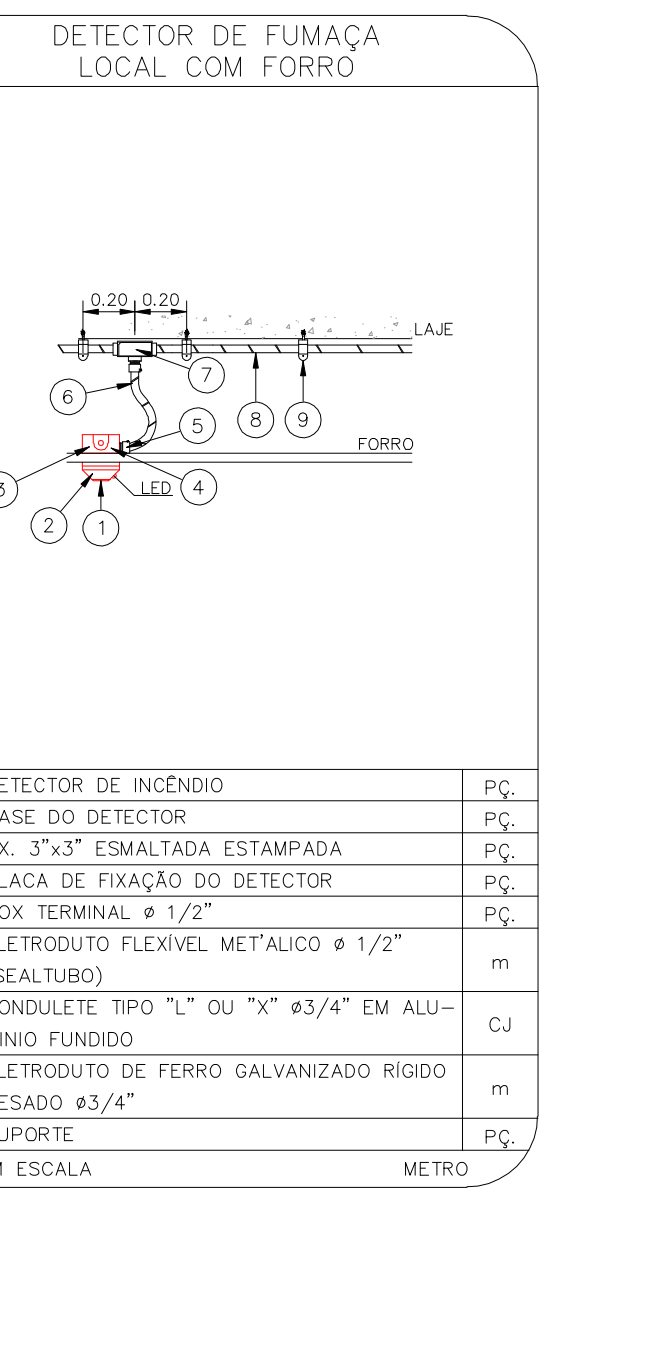 DETECTOR DE FUMAÇA
LOCAL COM FORRO
0.20 0.20
LAJE
7
6
8
9
5
FORRO
3
4
LED
2
1
ETECTOR DE INCÊNDIO PÇ.
ASE DO DETECTOR PÇ.
X. 3"x3" ESMALTADA ESTAMPADA PÇ.
LACA DE FIXAÇÃO DO DETECTOR PÇ.
OX TERMINAL ø 1/2" PÇ.
LETRODUTO FLEXÍVEL MET'ALICO ø 1/2"
SEALTUBO) m
ONDULETE TIPO "L" OU "X" ø3/4" EM ALU-
INIO FUNDIDO CJ
LETRODUTO DE FERRO GALVANIZADO RÍGIDO
ESADO ø3/4" m
UPORTE PÇ.
M ESCALA METRO